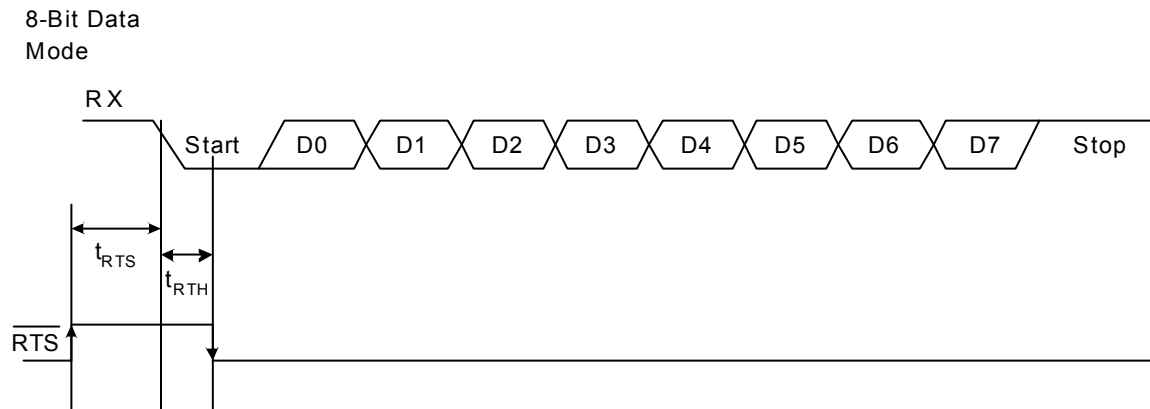 8-Bit Data
Mode
RX
Start D0 D1 D2 D3 D4 D5 D6 D7 Stop
tRTS
tRTH
RTS